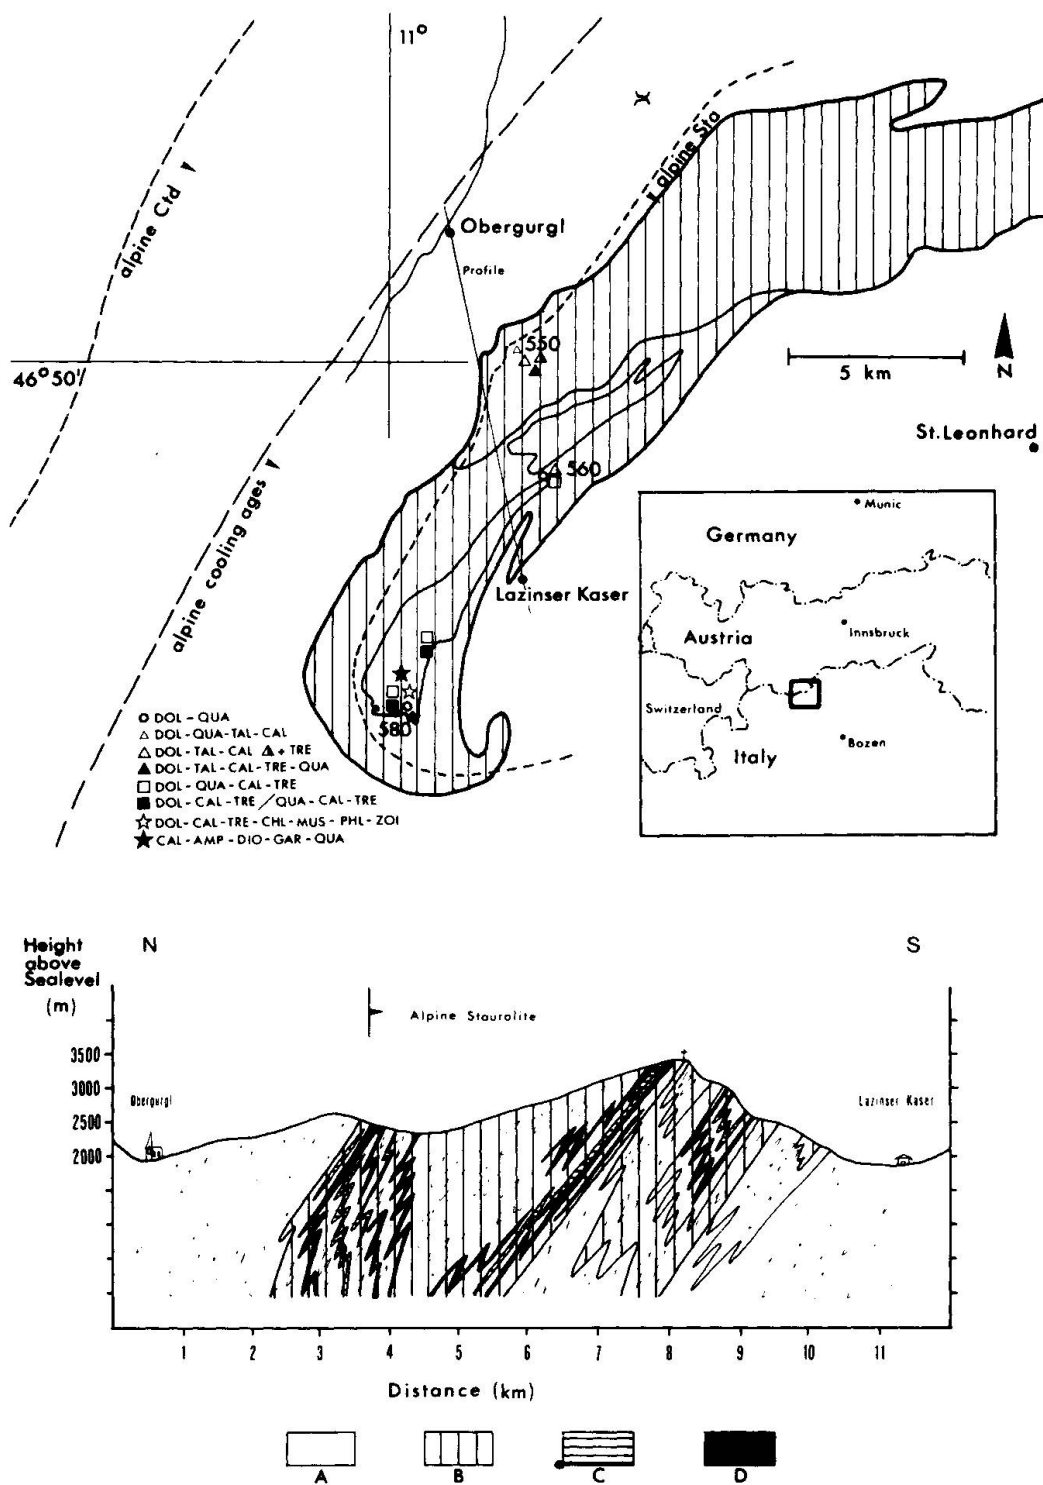 11°
alpine Sta
alpine Ctd
Obergurgl
Profile
550
46°50'
5 km
N
St.Leonhard
560
alpine cooling ages
Lazinser Kaser
Munic
Germany
Innsbruck
Austria
Switzerland
Bozen
Italy
580
DOL-QUA
DOL-QUA-TAL-CAL
DOL-TAL-CAL + TRE
DOL-TAL-CAL-TRE-QUA
DOL-QUA-CAL-TRE
DOL-CAL-TRE/QUA-CAL-TRE
DOL-CAL-TRE-CHL-MUS-PHL-ZOI
CAL-AMP-DIO-GAR-QUA
Height
above
Sealevel
(m)
N
S
Alpine Staurolite
3500
3000
2500
2000
Obergurgl
Lazinser Kaser
1 2 3 4 5 6 7 8 9 10 11
Distance (km)
A B C D